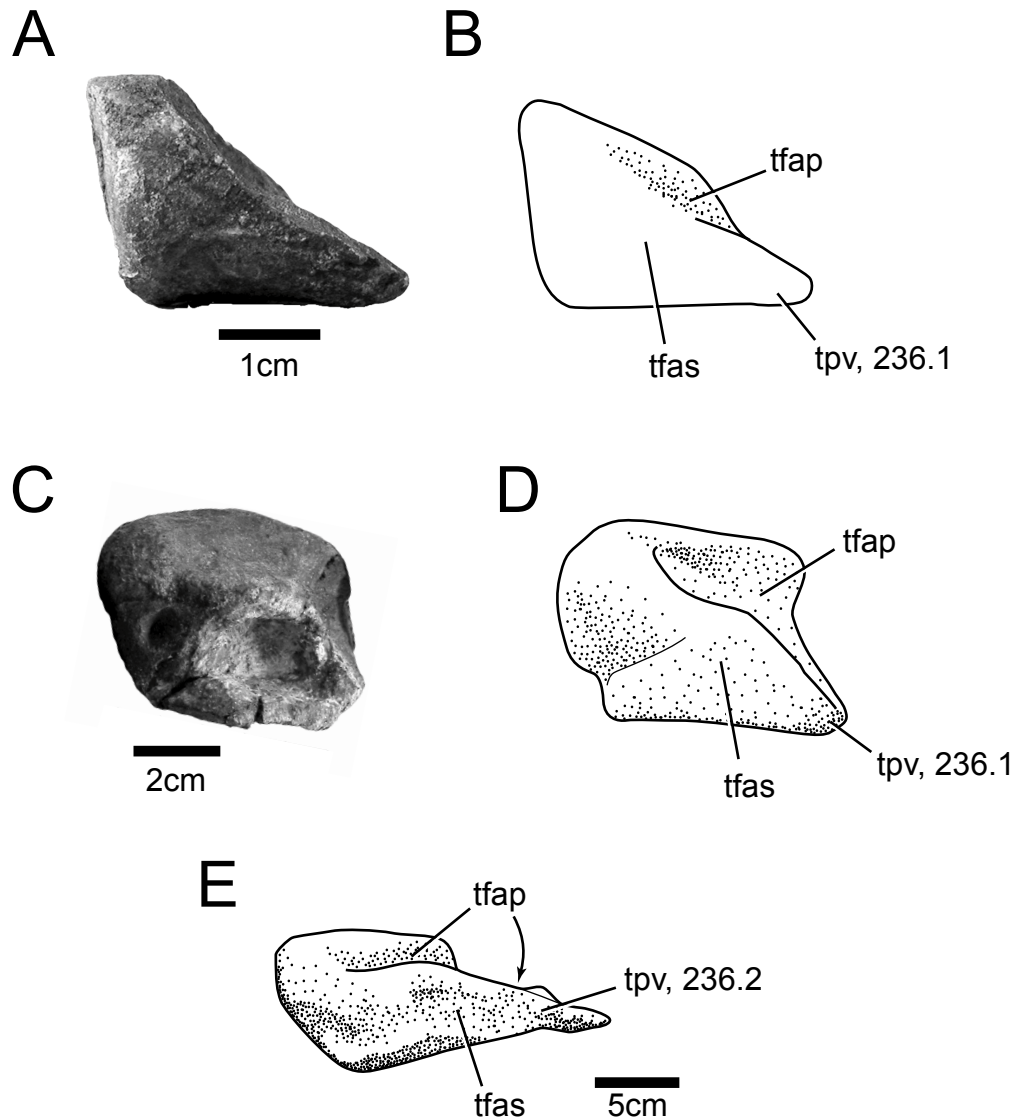 A
B
tfap
tfas
tpv, 236.1
1cm
C
D
tfap
tpv, 236.1
tfas
2cm
E
tfap
tpv, 236.2
tfas
5cm